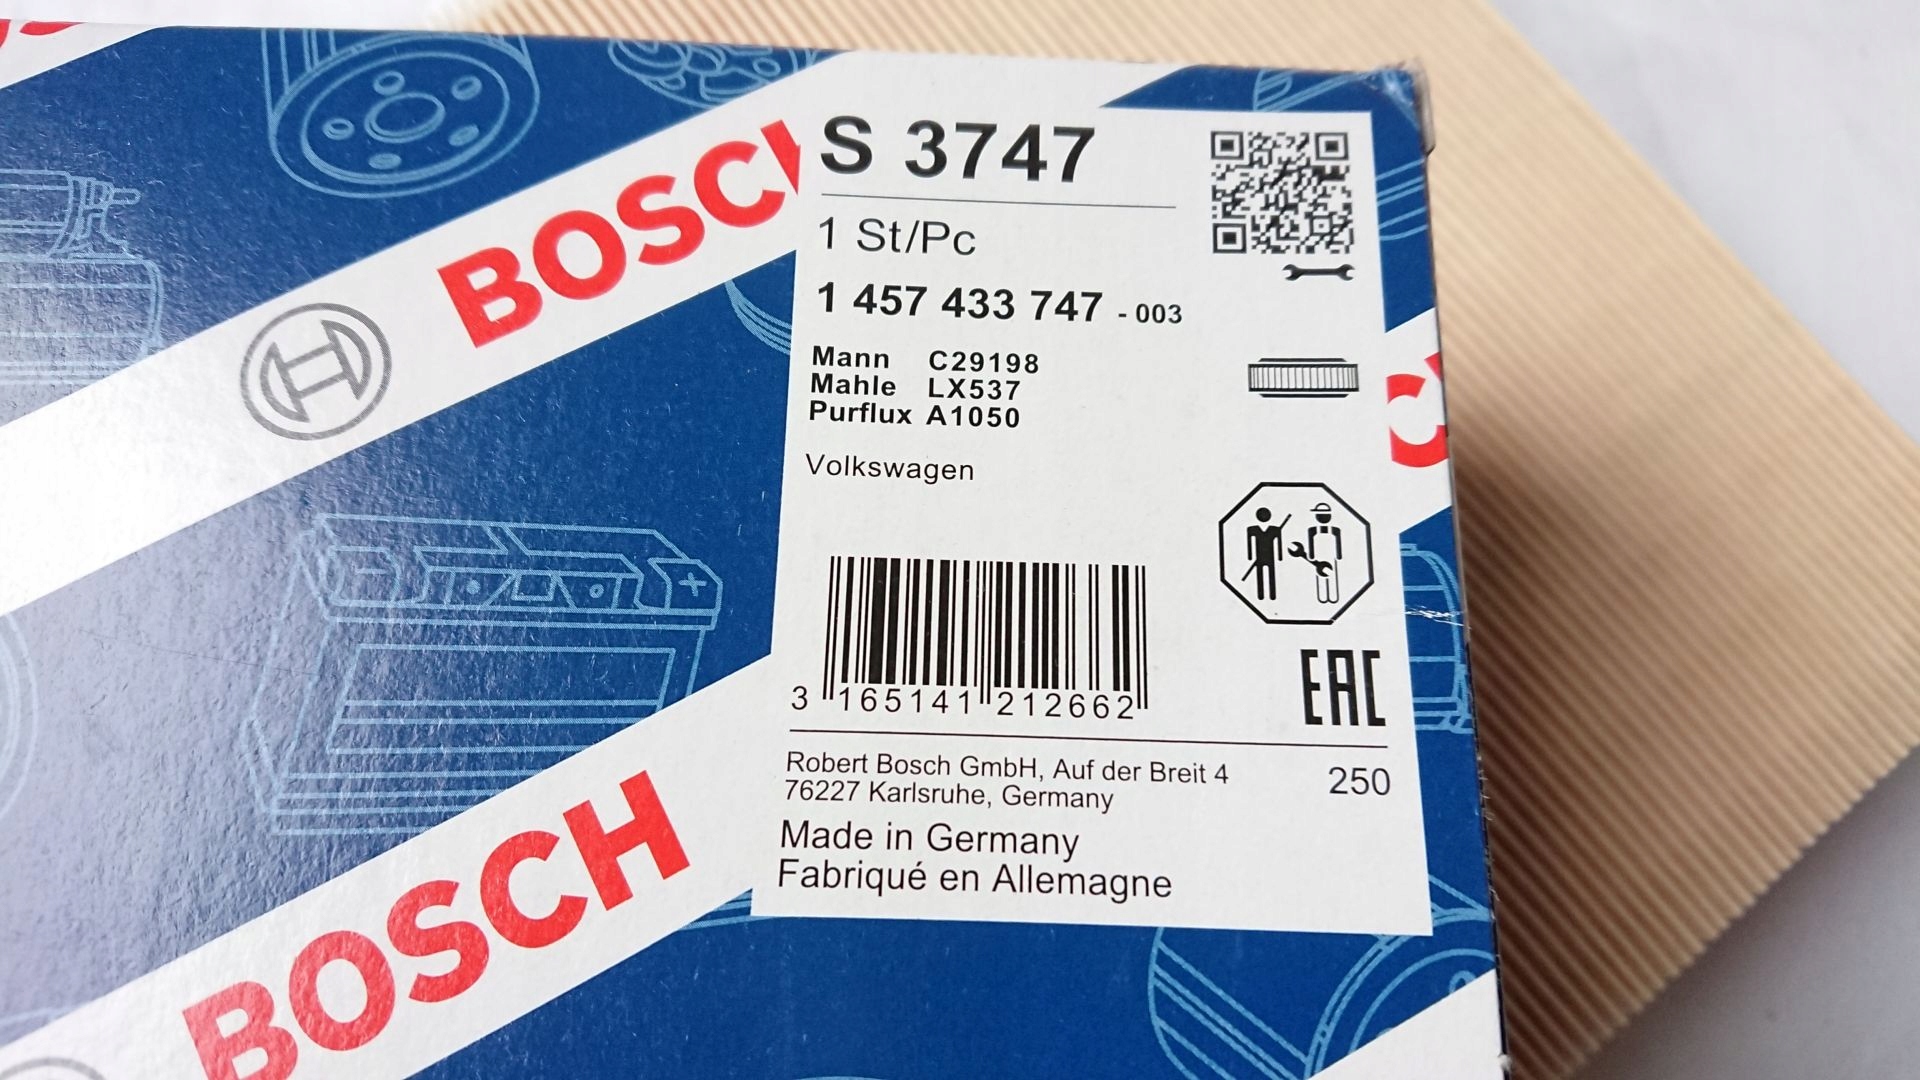 BOSCH
S 3747
1 St/Pc
1 457 433 747 - 003
Mann C29198
Mahle LX537
Purflux A1050
Volkswagen
3 165141 212662
EAC
Robert Bosch GmbH, Auf der Breit 4
76227 Karlsruhe, Germany
250
Made in Germany
Fabriqué en Allemagne
BOSCH